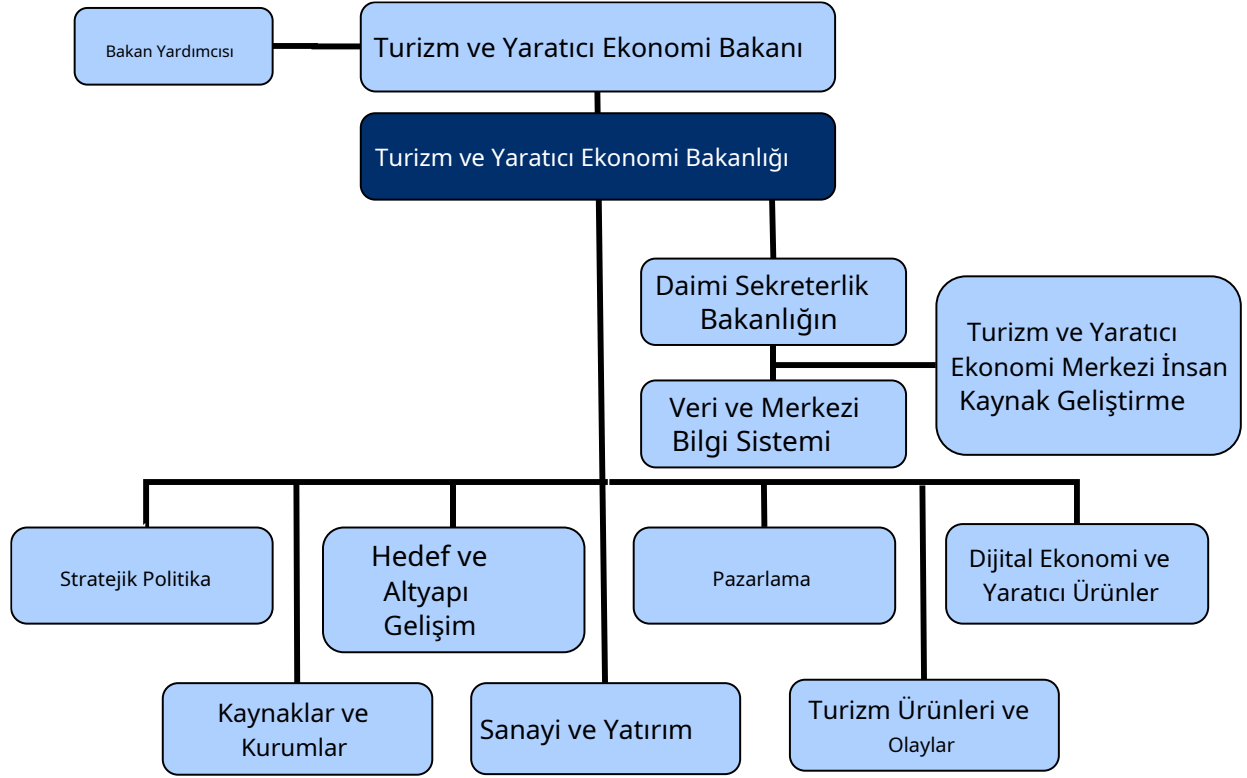 Bakan Yardımcısı
Turizm ve Yaratıcı Ekonomi Bakanı
Turizm ve Yaratıcı Ekonomi Bakanlığı
Daimi Sekreterlik
Bakanlığın
Turizm ve Yaratıcı
Ekonomi Merkezi İnsan
Kaynak Geliştirme
Veri ve Merkezi
Bilgi Sistemi
Stratejik Politika
Hedef ve
Altyapı
Gelişim
Pazarlama
Dijital Ekonomi ve
Yaratıcı Ürünler
Kaynaklar ve
Kurumlar
Sanayi ve Yatırım
Turizm Ürünleri ve
Olaylar